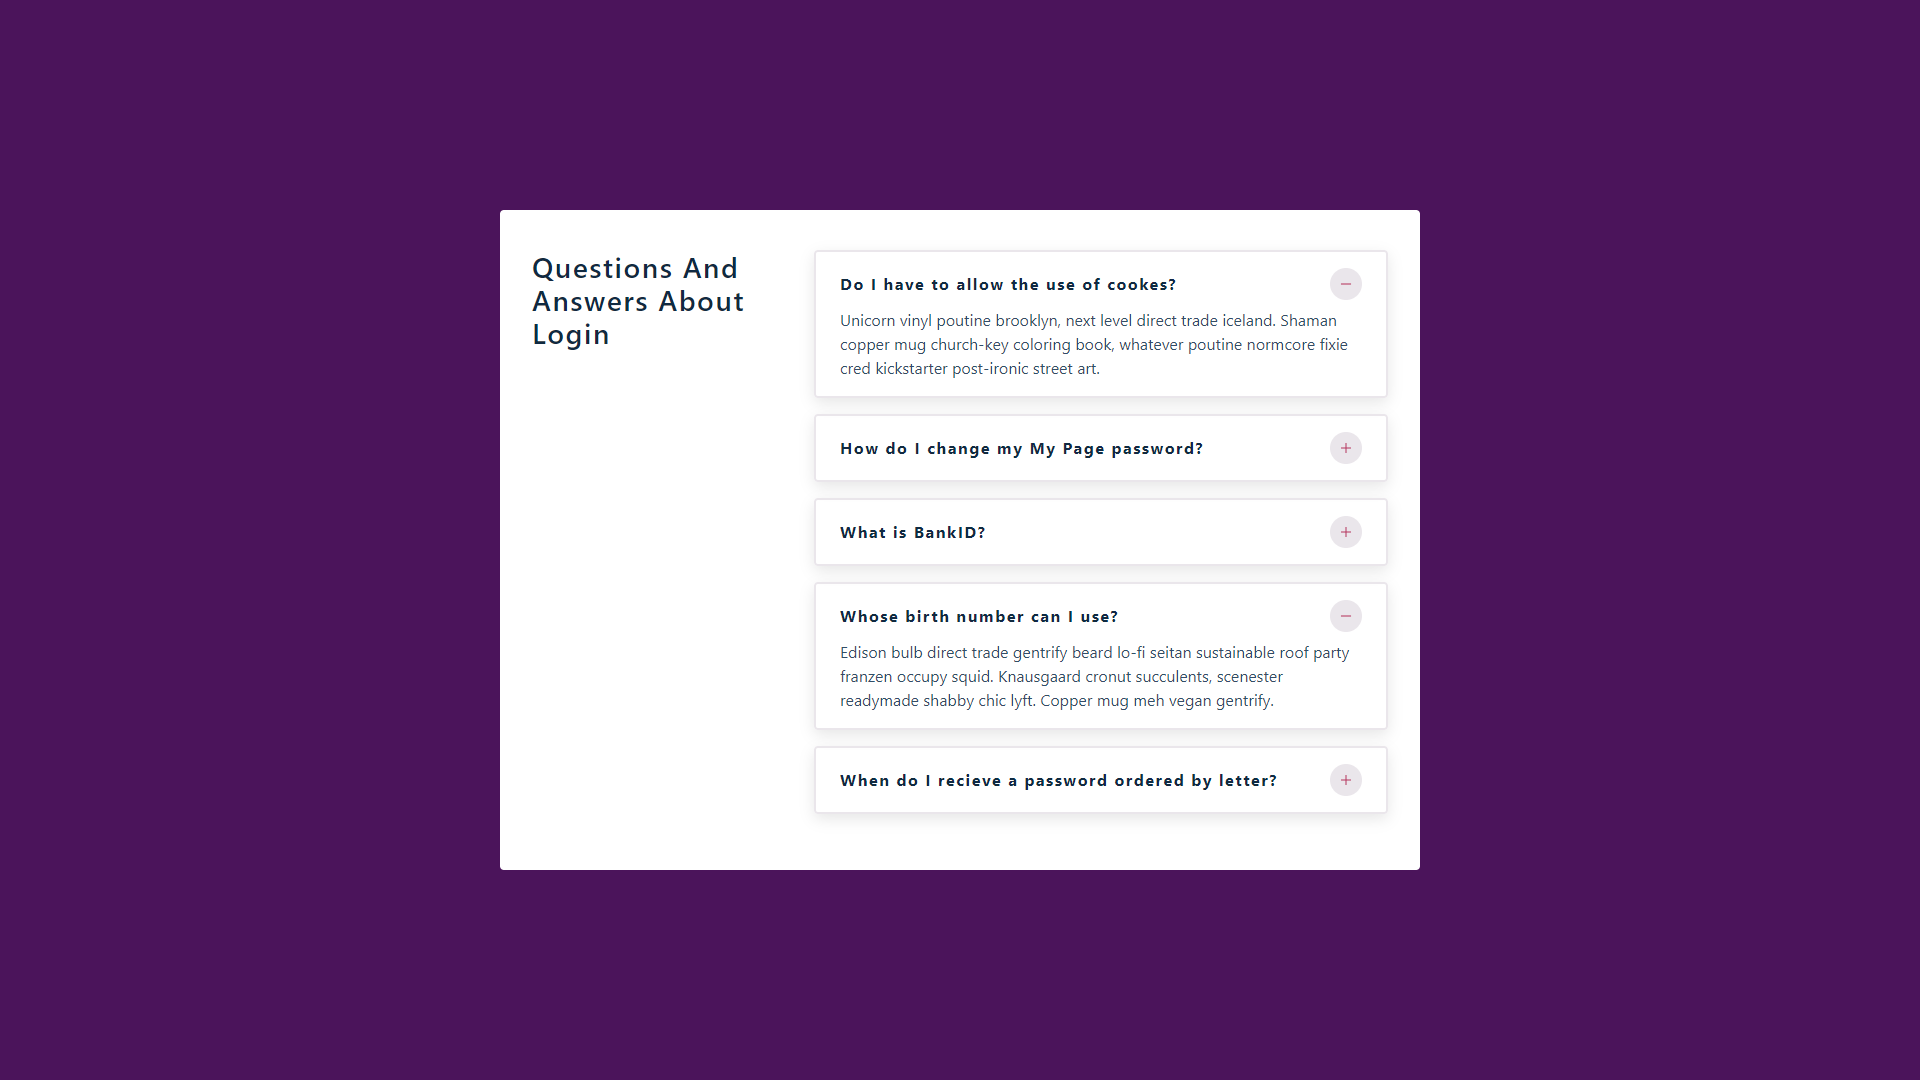 Questions And
Answers About
Login
Do I have to allow the use of cookes?
Unicorn vinyl poutine brooklyn, next level direct trade iceland. Shaman
copper mug church-key coloring book, whatever poutine normcore fixie
cred kickstarter post-ironic street art.
How do I change my My Page password?
What is BankID?
Whose birth number can I use?
Edison bulb direct trade gentrify beard lo-fi seitan sustainable roof party
franzen occupy squid. Knausgaard cronut succulents, scenester
readymade shabby chic lyft. Copper mug meh vegan gentrify.
When do I recieve a password ordered by letter?